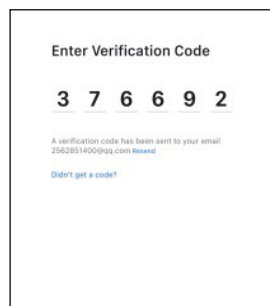 Enter Verification Code
3 7 6 6 9 2
A verification code has been sent to your email
2562851400@qq.com Resend
Didn't get a code?